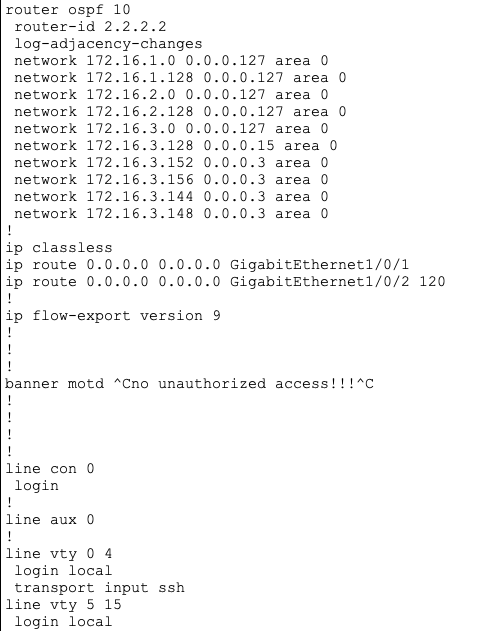 router ospf 10
 router-id 2.2.2.2
 log-adjacency-changes
 network 172.16.1.0 0.0.0.127 area 0
 network 172.16.1.128 0.0.0.127 area 0
 network 172.16.2.0 0.0.0.127 area 0
 network 172.16.2.128 0.0.0.127 area 0
 network 172.16.3.0 0.0.0.127 area 0
 network 172.16.3.128 0.0.0.15 area 0
 network 172.16.3.152 0.0.0.3 area 0
 network 172.16.3.156 0.0.0.3 area 0
 network 172.16.3.144 0.0.0.3 area 0
 network 172.16.3.148 0.0.0.3 area 0
!
ip classless
ip route 0.0.0.0 0.0.0.0 GigabitEthernet1/0/1
ip route 0.0.0.0 0.0.0.0 GigabitEthernet1/0/2 120
!
ip flow-export version 9
!
!
!
banner motd ^Cno unauthorized access!!!^C
!
!
!
!
line con 0
 login
!
line aux 0
!
line vty 0 4
 login local
 transport input ssh
line vty 5 15
 login local